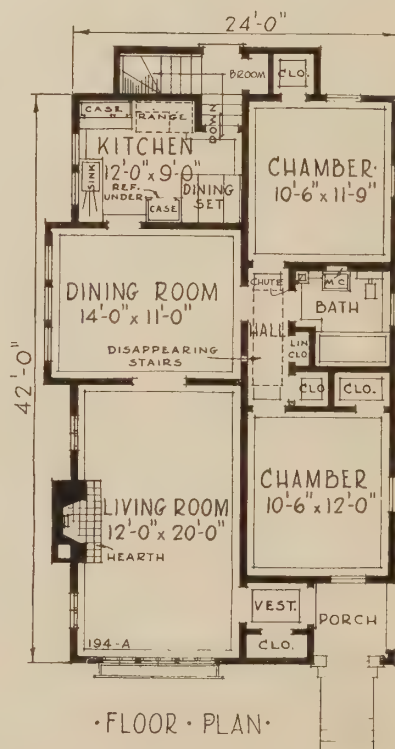 24'-0"
BROOM
CLO.
CASE
RANGE
DOWN
KITCHEN
12'-0" x 9'-0"
SINK
REF.
UNDER
CASE
DINING
SET
CHAMBER
10'-6" x 11'-9"
DINING ROOM
14'-0" x 11'-0"
CHUTE
M.C.
BATH
HALL
LIN
CLO
DISAPPEARING
STAIRS
42'-0"
CLO
CLO.
CHAMBER
10'-6" x 12'-0"
LIVING ROOM
12'-0" x 20'-0"
HEARTH
VEST.
PORCH
CLO.
194-A
·FLOOR·PLAN·